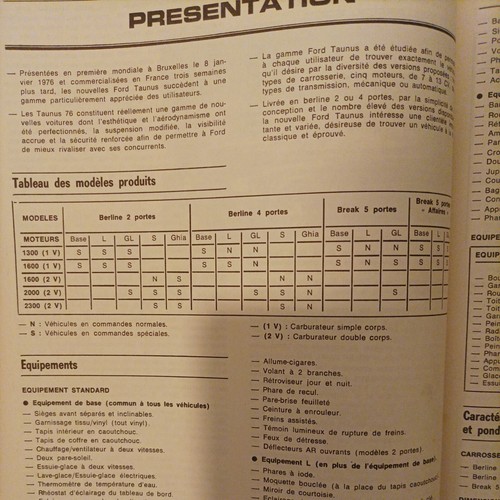 PRESENTATION
— Présentées en première mondiale à Bruxelles le 8 jan-
vier 1976 et commercialisées en France trois semaines
plus tard, les nouvelles Ford Taunus succèdent à une
gamme particulièrement appréciée des utilisateurs.
— Les Taunus 76 constituent réellement une gamme de nou-
velles voitures dont l'esthétique et l'aérodynamisme ont
été perfectionnés, la suspension modifiée, la visibilité
accrue et la sécurité renforcée afin de permettre à Ford
de mieux rivaliser avec ses concurrents.
— La gamme Ford Taunus a été étudiée afin de
à chaque utilisateur de trouver exactement le
qu'il désire par la diversité des versions proposées
types de carrosserie, cinq moteurs, de 7 à 13 C
types de transmission, mécanique ou automatique.
— Livrée en berline 2 ou 4 portes, par la simplicité
conception et le nombre élevé des versions
la nouvelle Ford Taunus intéresse une clientèle
tante et variée, désireuse de trouver un véhicule à
classique et éprouvé.
Tableau des modèles produits
MODELES Berline 2 portes Berline 4 portes Break 5 portes Break
« Affaires »
MOTEURS Base L GL S Ghia Base L GL S Ghia Base L GL Base L
1300 (1 V) S S S S N N S N N S
1600 (1 V) S S S S S N S N N S S
1600 (2 V) N S S N
2000 (2 V) S S S S S N S
2300 (2 V) S S S N
— N : Véhicules en commandes normales.
— S : Véhicules en commandes spéciales.
— (1 V) : Carburateur simple corps.
— (2 V) : Carburateur double corps.
Equipements
EQUIPEMENT STANDARD
● Equipement de base (commun à tous les véhicules)
— Sièges avant séparés et inclinables.
— Garnissage tissu/vinyl (tout vinyl).
— Tapis intérieur en caoutchouc.
— Tapis de coffre en caoutchouc.
— Chauffage/ventilateur à deux vitesses.
— Deux pare-soleil.
— Essuie-glace à deux vitesses.
— Lave-glace/Essuie-glace électriques.
— Thermomètre de température d'eau.
— Rhéostat d'éclairage du tableau de bord.
— Allume-cigares.
— Volant à 2 branches.
— Rétroviseur jour et nuit.
— Phare de recul.
— Pare-brise feuilleté
— Ceinture à enrouleur.
— Freins assistés.
— Témoin lumineux de rupture de freins.
— Feux de détresse.
— Déflecteurs AR ouvrants (modèles 2 portes)
● Equipement L (en plus de l'équipement de base)
— Phares à iode.
— Moquette bouclée (à la place du tapis caoutchouc)
— Miroir de courtoisie.
— Eclairage
EQUIPE
EQUIP
Caracté
et pond
CARROSSE
— Berline
— Berline
— Break 5